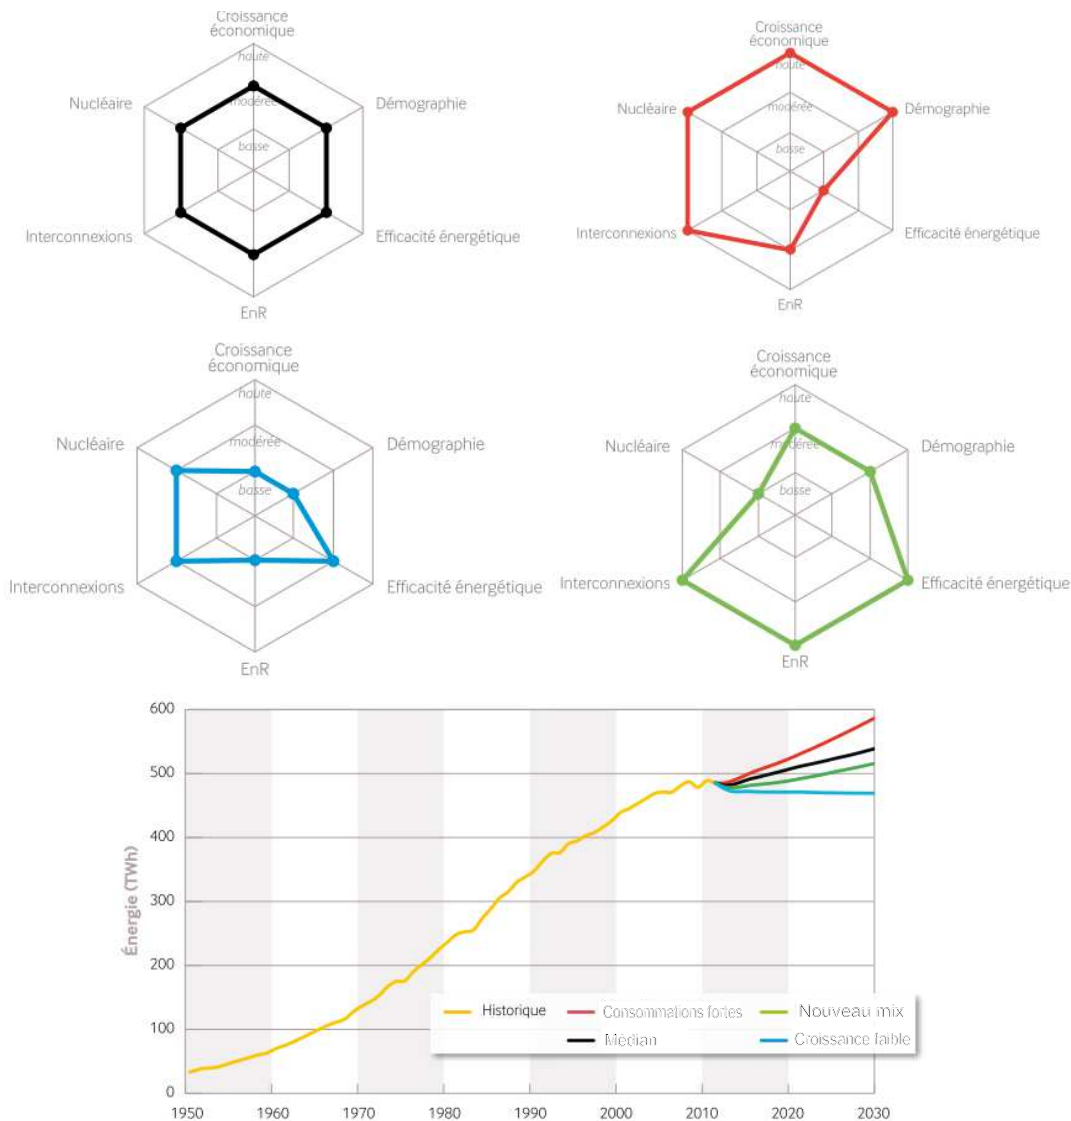 Croissance
économique
haute
Nucléaire
modérée
Démographie
basse
Interconnexions
Efficacité énergétique
EnR
Croissance
économique
haute
Nucléaire
modérée
Démographie
basse
Interconnexions
Efficacité énergétique
EnR
Croissance
économique
haute
Nucléaire
modérée
Démographie
basse
Interconnexions
Efficacité énergétique
EnR
Croissance
économique
haute
Nucléaire
modérée
Démographie
basse
Interconnexions
Efficacité énergétique
EnR
Énergie (TWh)
600
500
400
300
200
100
0
Historique
Consommations fortes
Nouveau mix
Médian
Croissance faible
1950 1960 1970 1980 1990 2000 2010 2020 2030